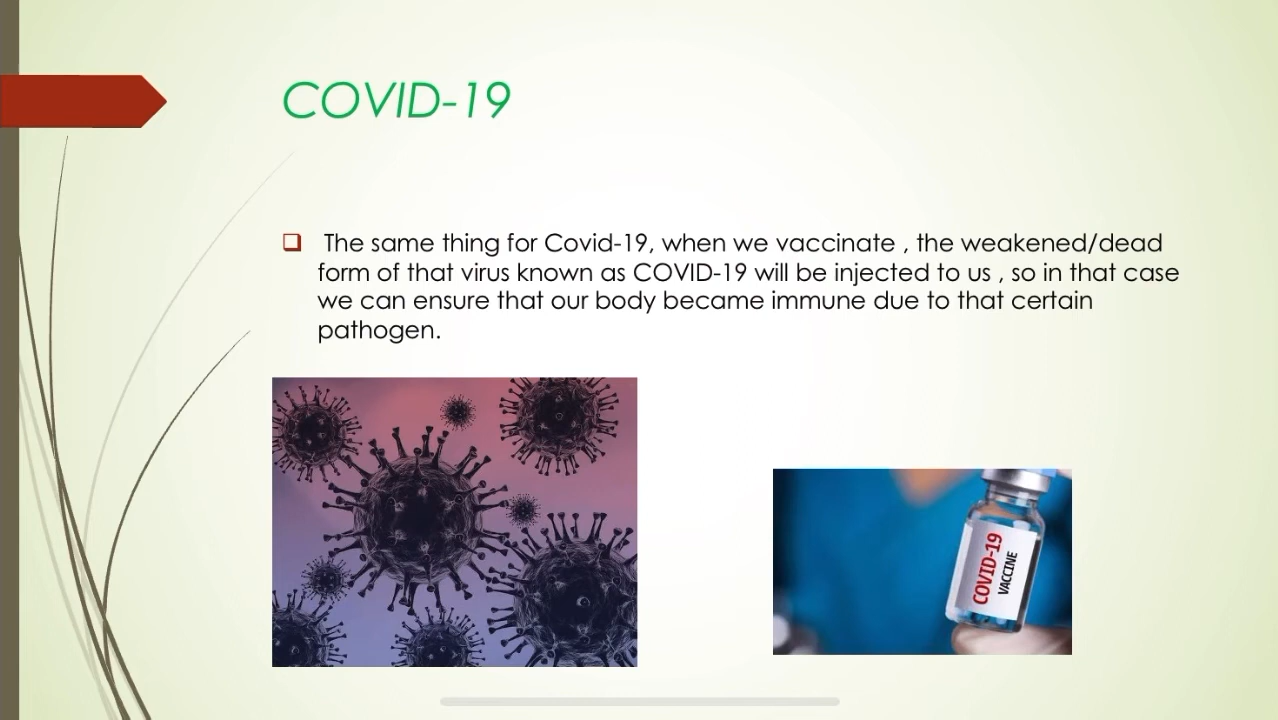 COVID-19
The same thing for Covid-19, when we vaccinate , the weakened/dead
form of that virus known as COVID-19 will be injected to us , so in that case
we can ensure that our body became immune due to that certain
pathogen.
COVID-19
VACCINE